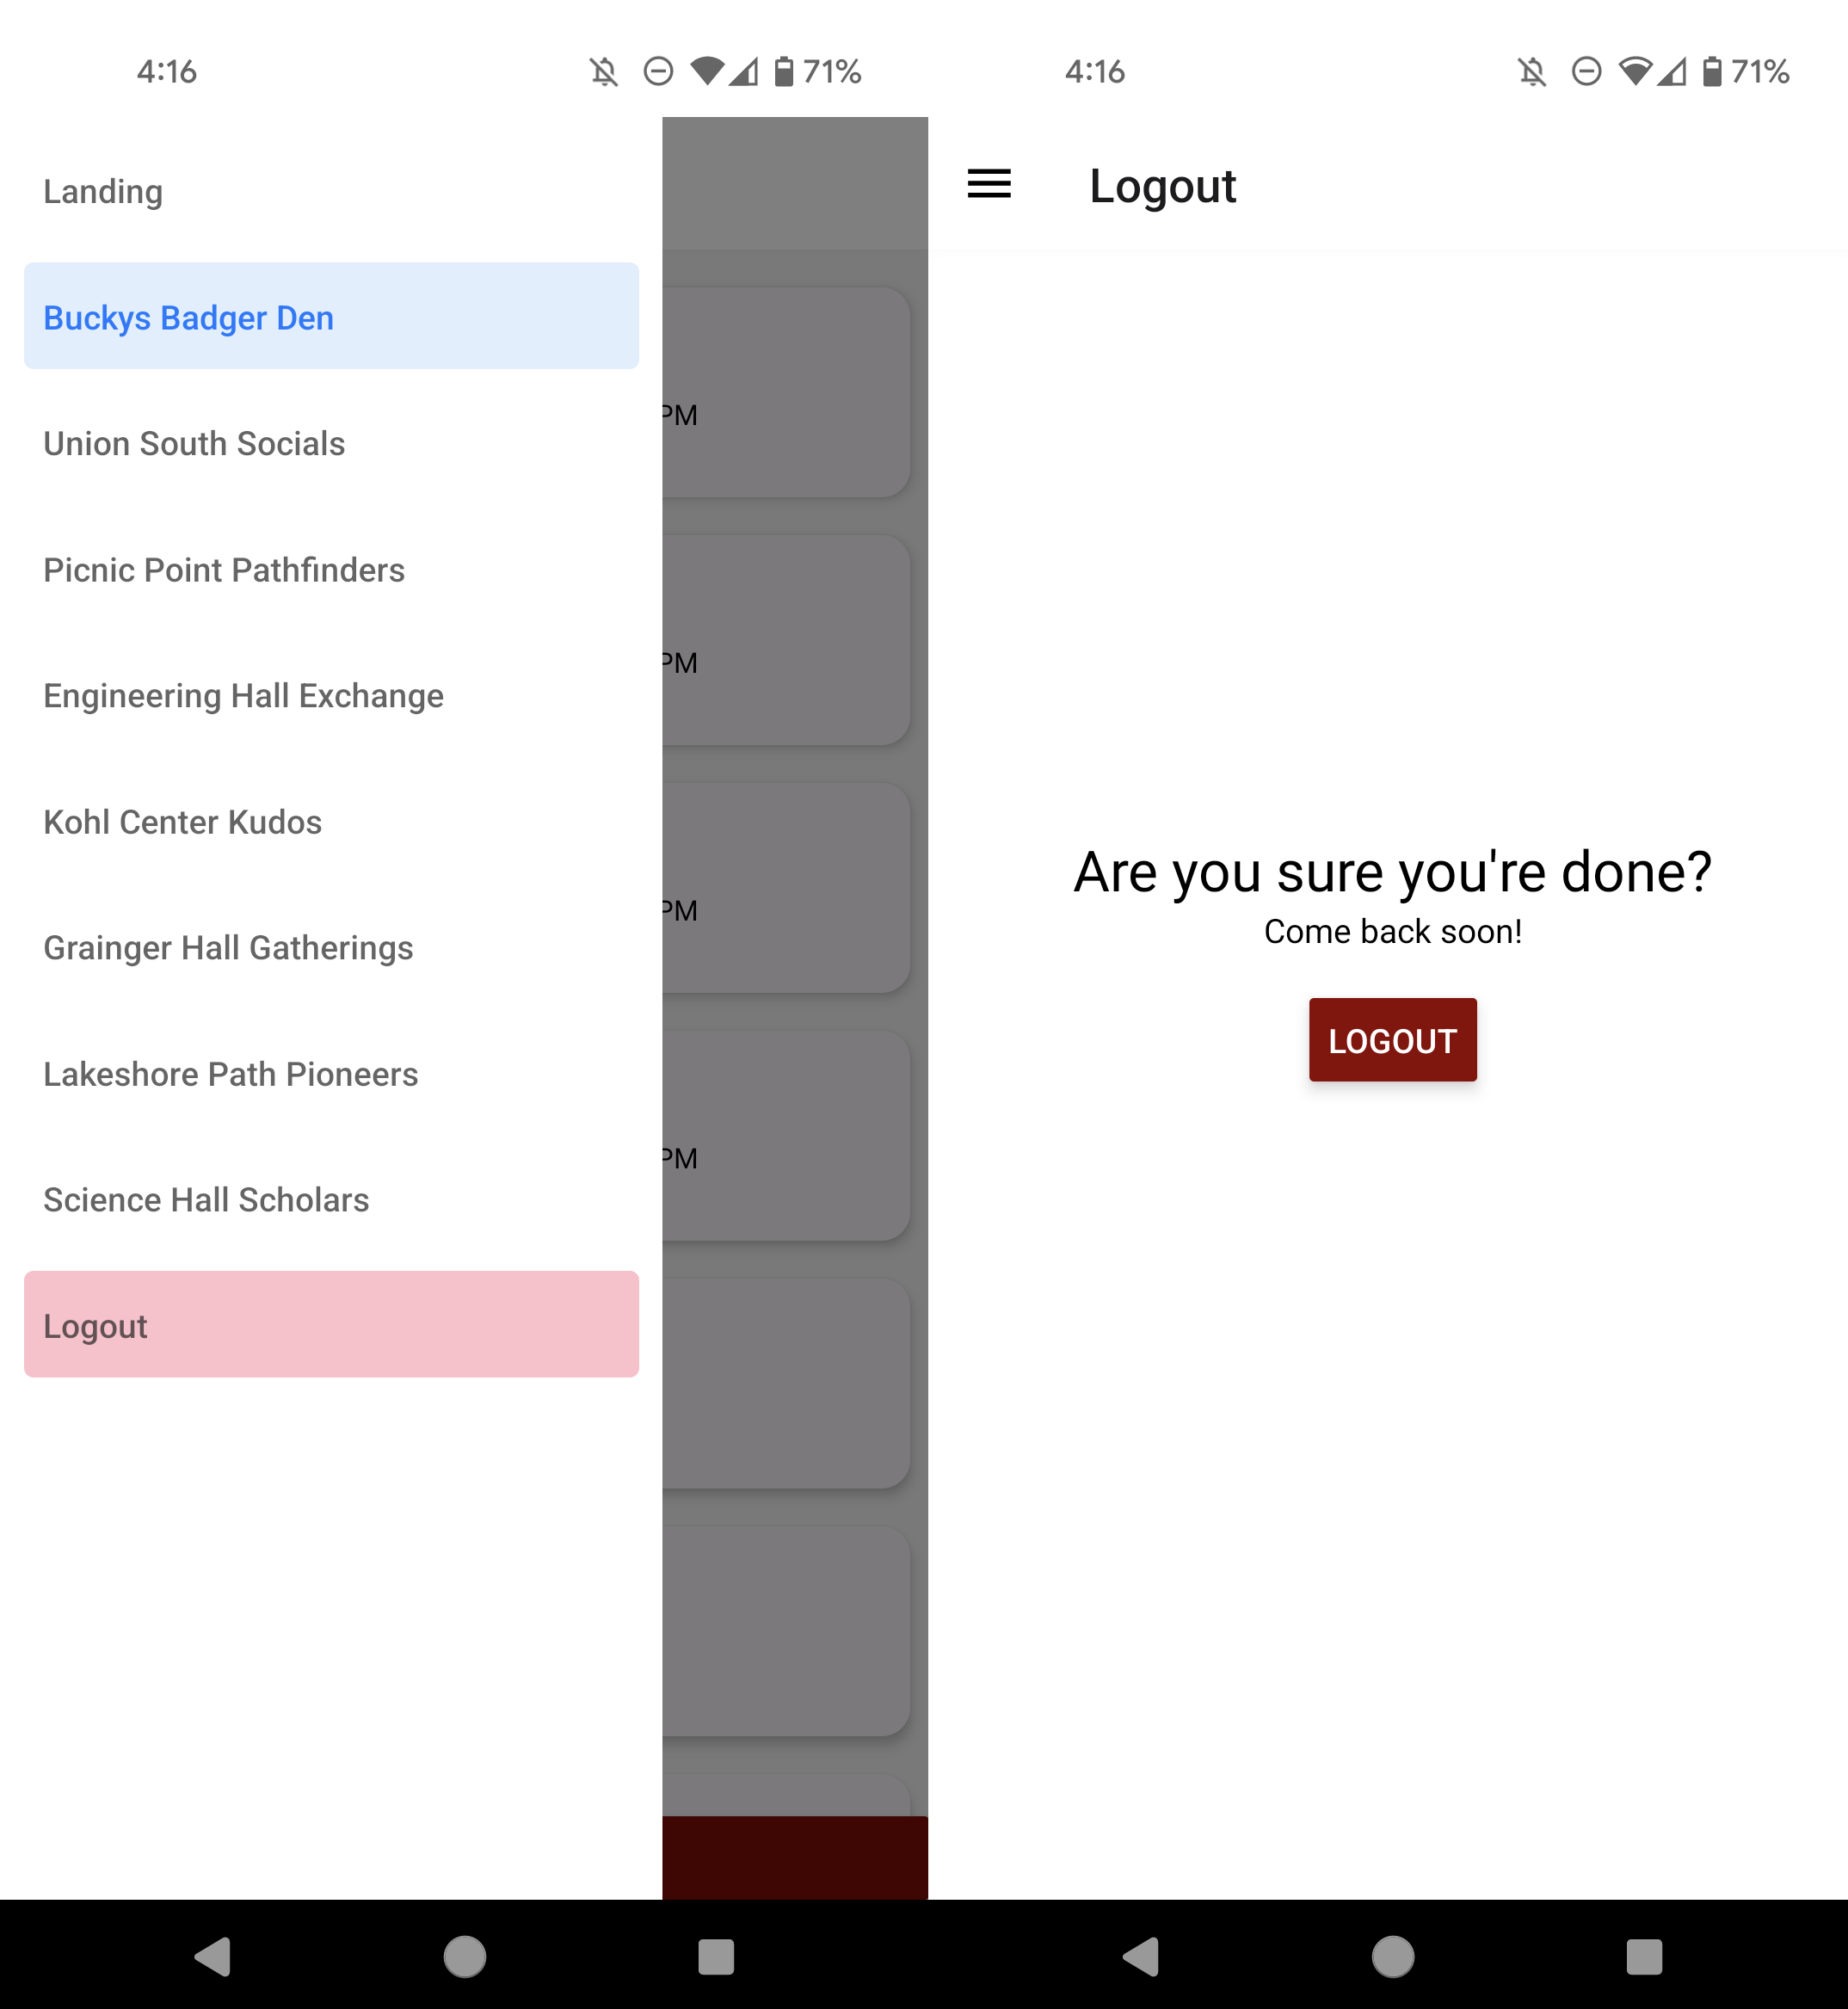 4:16
71%
Landing
Buckys Badger Den
Union South Socials
Picnic Point Pathfinders
Engineering Hall Exchange
Kohl Center Kudos
Grainger Hall Gatherings
Lakeshore Path Pioneers
Science Hall Scholars
Logout
PM
PM
PM
PM
4:16
71%
Logout
Are you sure you're done?
Come back soon!
LOGOUT